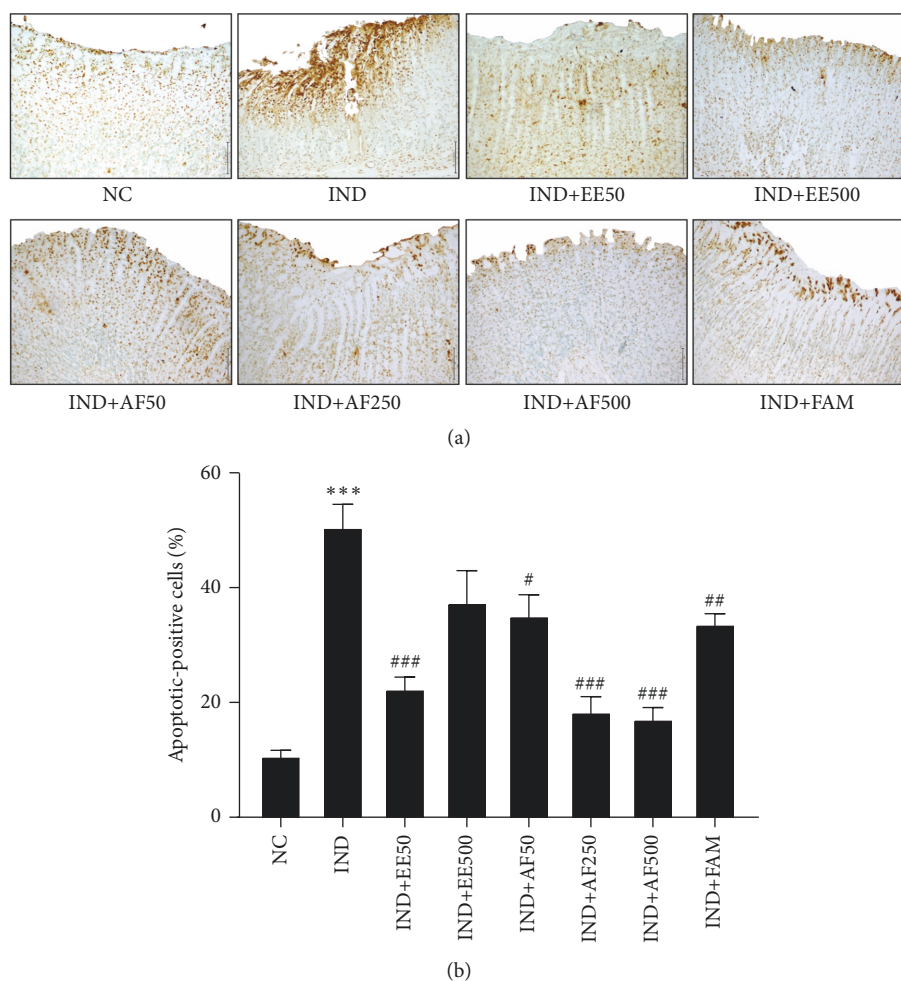 NC IND IND+EE50 IND+EE500
IND+AF50 IND+AF250 IND+AF500 IND+FAM
(a)
Apoptotic-positive cells (%)
60
40
20
0
***
###
#
###
###
##
NC
IND
IND+EE50
IND+EE500
IND+AF50
IND+AF250
IND+AF500
IND+FAM
(b)